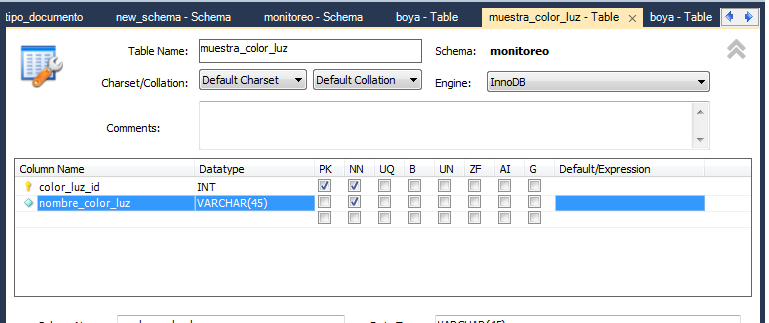 tipo_documento new_schema - Schema monitoreo - Schema boya - Table muestra_color_luz - Table × boya - Table
Table Name: muestra_color_luz Schema: monitoreo
Charset/Collation: Default Charset Default Collation Engine: InnoDB
Comments:
Column Name Datatype PK NN UQ B UN ZF AI G Default/Expression
color_luz_id INT
nombre_color_luz VARCHAR(45)